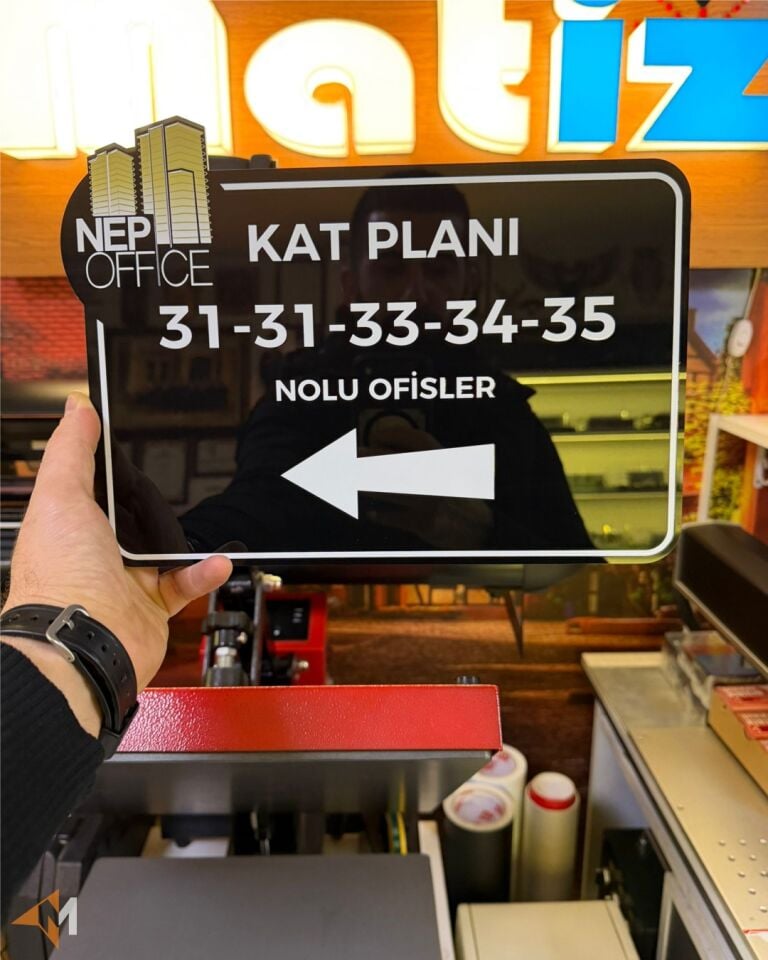 Matiz
NEP
OFFICE
KAT PLANI
31-31-33-34-35
NOLU OFİSLER
M